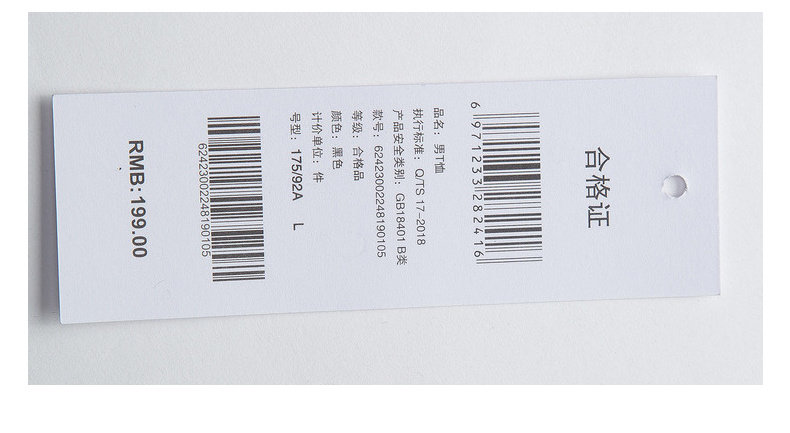 合格证
6 971233 282416
品名：男T恤
执行标准：Q/TS 17-2018
产品安全类别：GB18401 B类
款号：62423002248190105
等级：合格品
颜色：黑色
计价单位：件
号型：175/92A L
62423002248190105
RMB:199.00